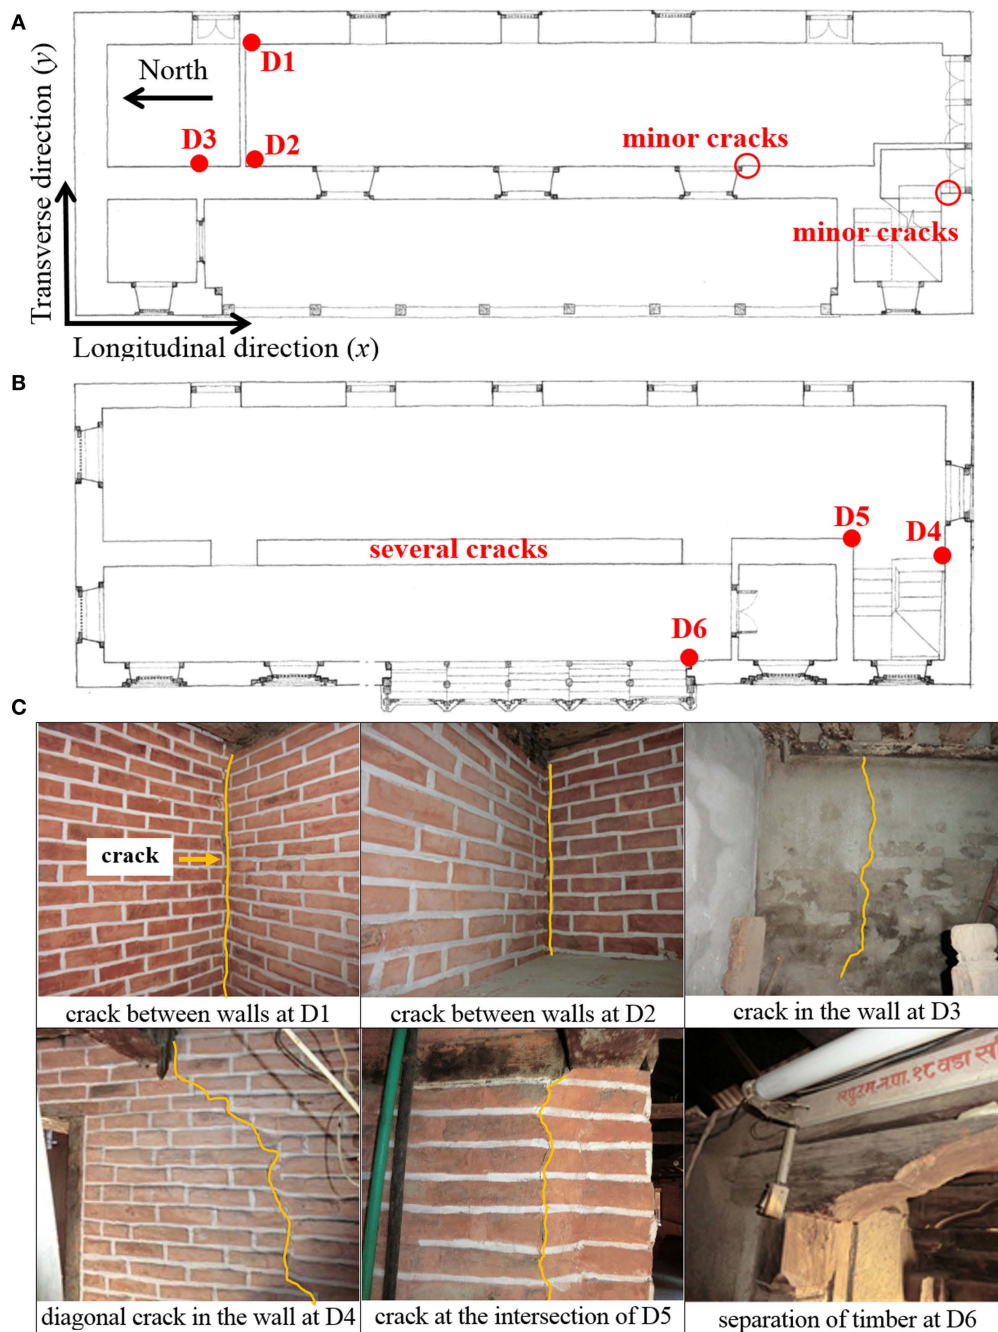 A
Transverse direction (y)
North
D1
D3
D2
minor cracks
minor cracks
Longitudinal direction (x)
B
several cracks
D5
D4
D6
C
crack
crack between walls at D1
crack between walls at D2
crack in the wall at D3
न.पा. १८ वडा
diagonal crack in the wall at D4
crack at the intersection of D5
separation of timber at D6